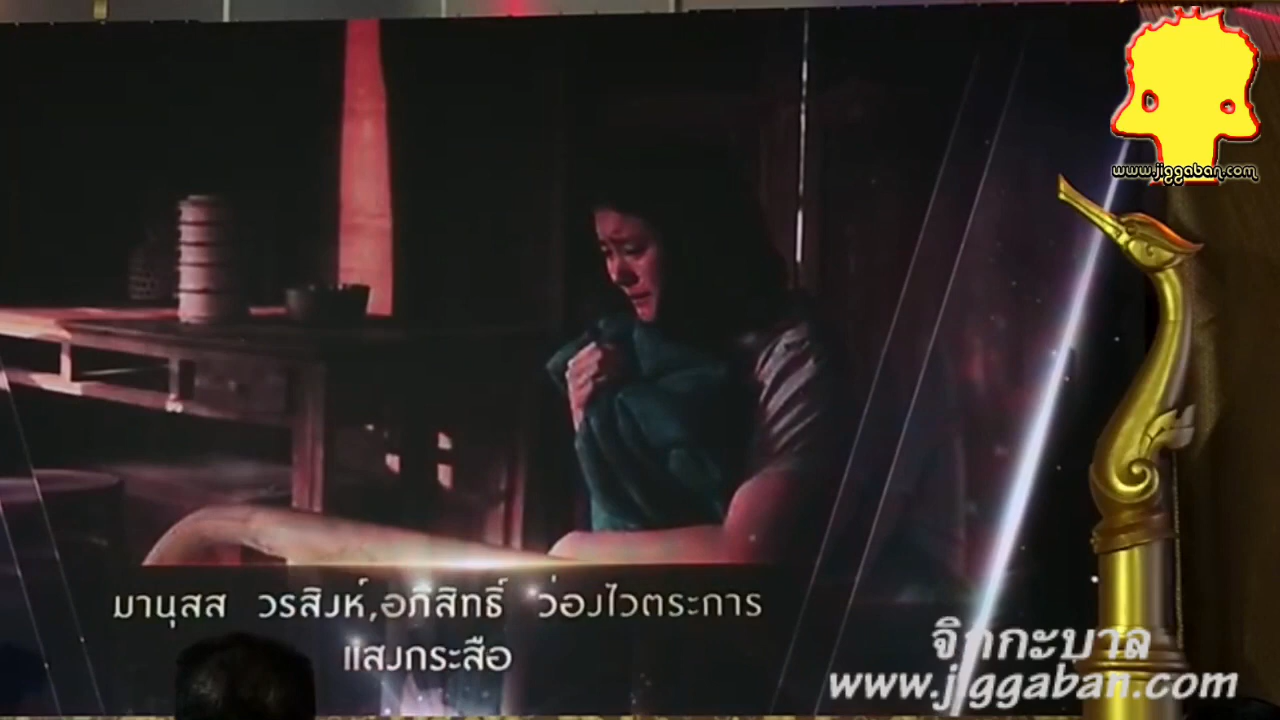 www.jiggaban.com
มานุสส วรสิงห์,อภิสิทธิ์ ว่องไวตระการ
แสงกระสือ
จิกกะบาล
www.jiggaban.com